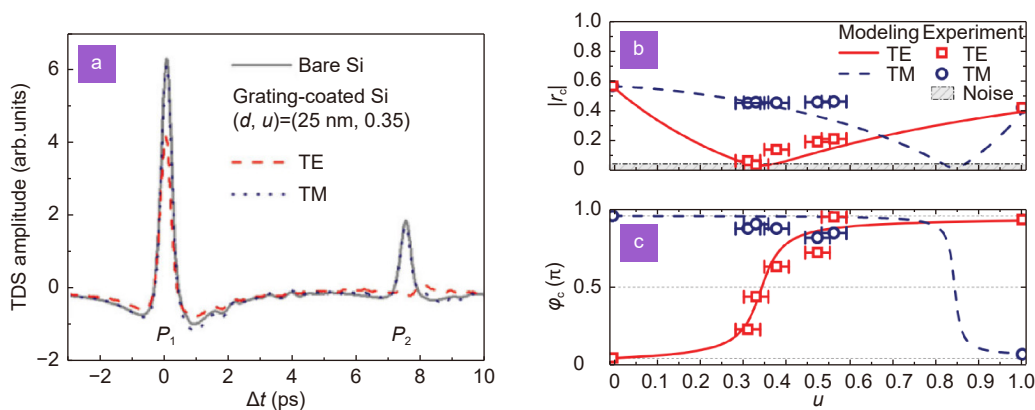 a
6
4
2
0
−2
TDS amplitude (arb.units)
Bare Si
Grating-coated Si
(d, u)=(25 nm, 0.35)
TE
TM
P1
P2
−2 0 2 4 6 8 10
Δt (ps)
b
Modeling Experiment
TE TE
TM TM
Noise
1.0
0.8
0.6
0.4
0.2
0
|rc|
c
1.0
0.5
0
φc (π)
0 0.1 0.2 0.3 0.4 0.5 0.6 0.7 0.8 0.9 1.0
u